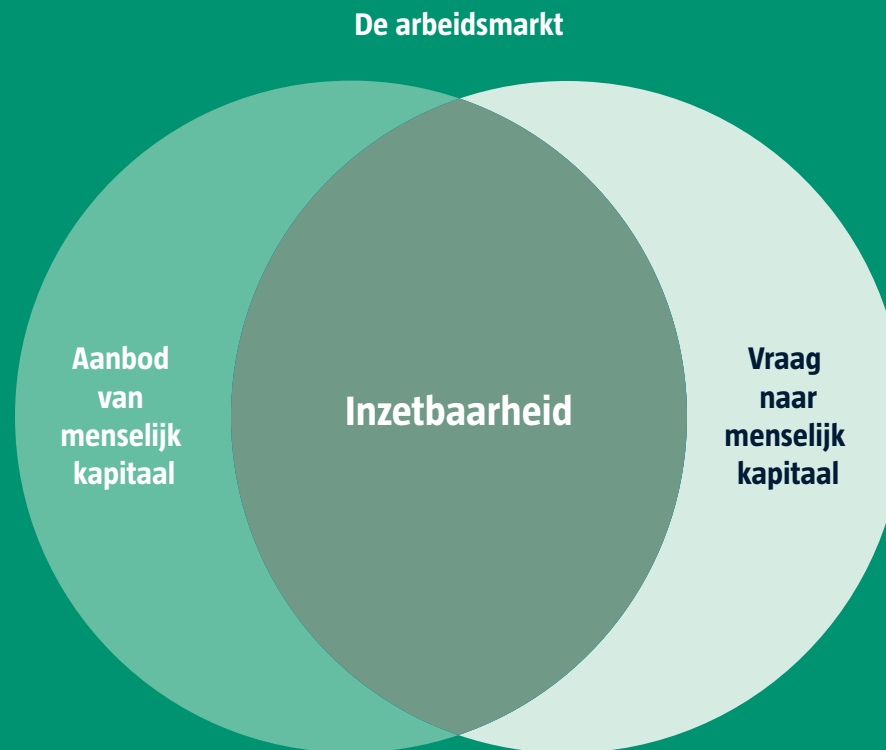 De arbeidsmarkt
Aanbod
van
menselijk
kapitaal
Inzetbaarheid
Vraag
naar
menselijk
kapitaal